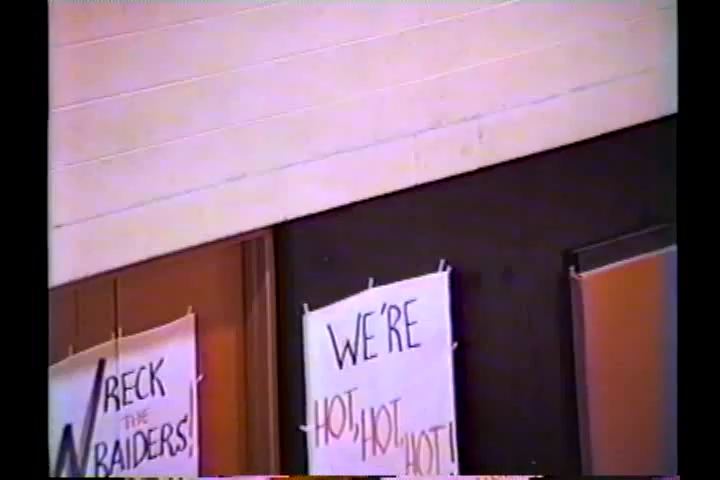 WRECK
THE
RAIDERS!
WE'RE
HOT, HOT, HOT!